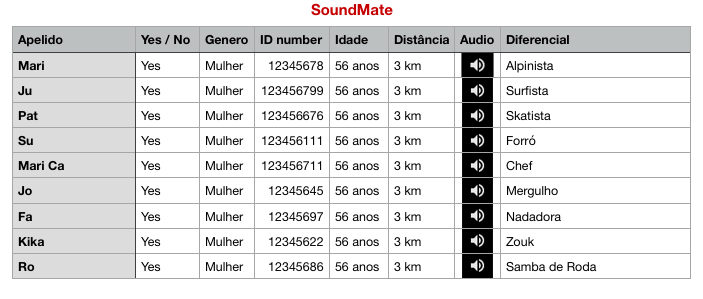 SoundMate
Apelido Yes / No Genero ID number Idade Distância Audio Diferencial
Mari Yes Mulher 12345678 56 anos 3 km Alpinista
Ju Yes Mulher 123456799 56 anos 3 km Surfista
Pat Yes Mulher 123456676 56 anos 3 km Skatista
Su Yes Mulher 123456111 56 anos 3 km Forró
Mari Ca Yes Mulher 123456711 56 anos 3 km Chef
Jo Yes Mulher 12345645 56 anos 3 km Mergulho
Fa Yes Mulher 12345697 56 anos 3 km Nadadora
Kika Yes Mulher 12345622 56 anos 3 km Zouk
Ro Yes Mulher 12345686 56 anos 3 km Samba de Roda